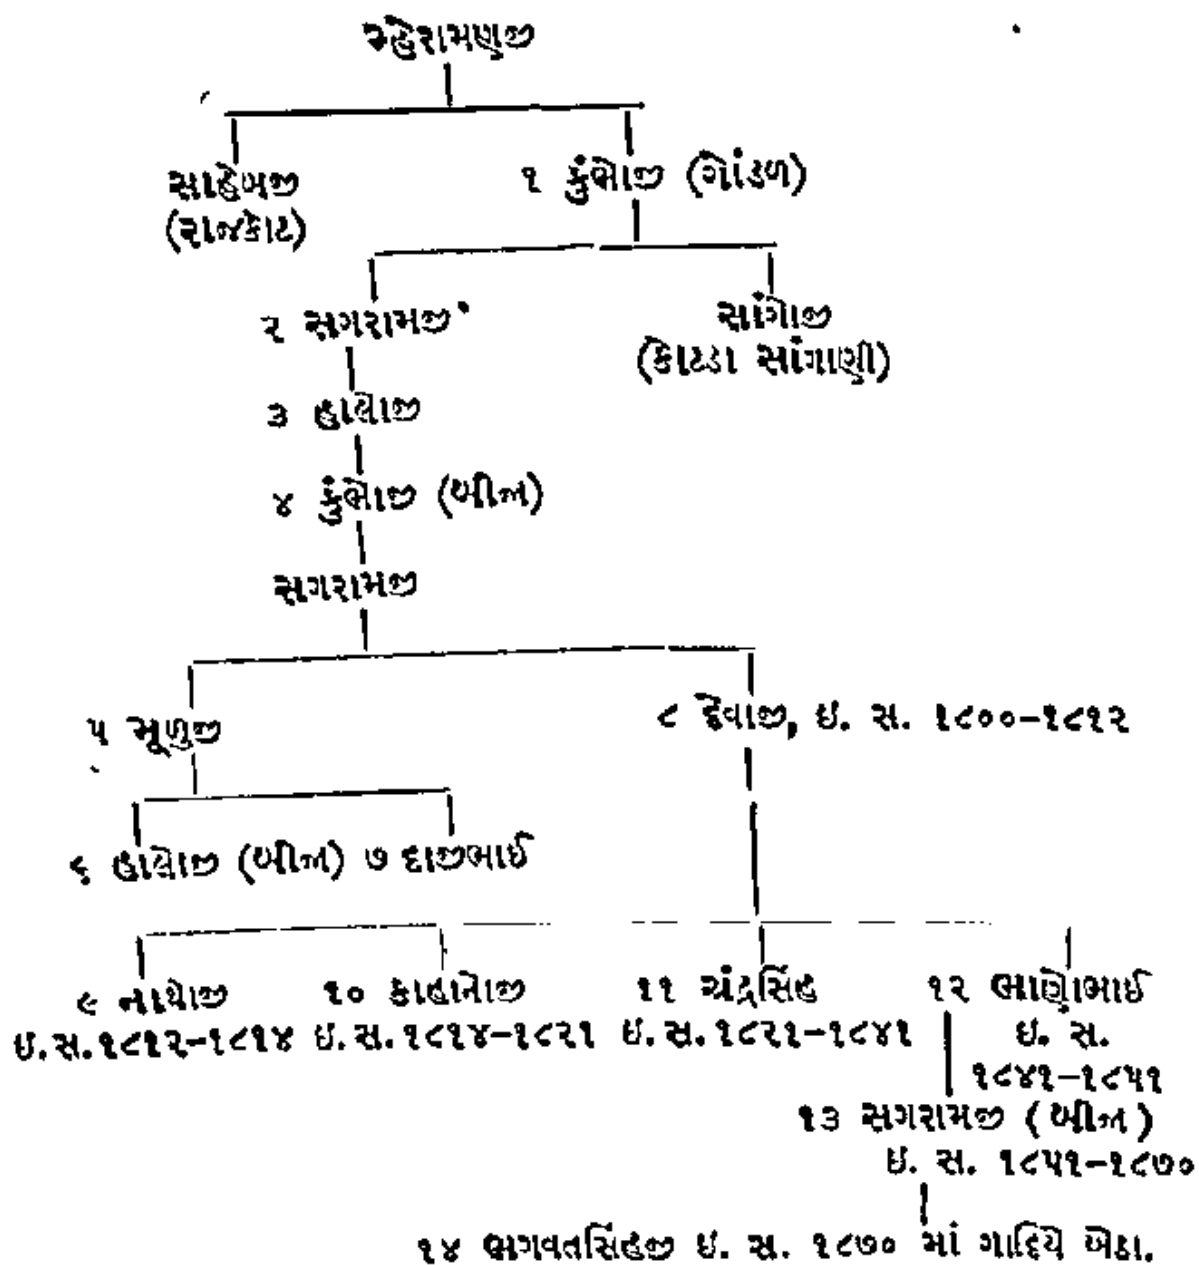 મ્હેરામણજી
સાહેબજી
(રાજકોટ)
૧ કુંભોજી (ગોંડળ)
૨ સગરામજી
સાંગોજી
(કોટડા સાંગાણી)
૩ હાલોજી
૪ કુંભોજી (બીજા)
સગરામજી
૫ મૂળુજી
૮ દેવાજી, ઇ. સ. ૧૮૦૦-૧૮૧૨
૬ હાલોજી (બીજા) ૭ દાજીભાઈ
૯ નાથોજી
ઇ.સ.૧૮૧૨-૧૮૧૪
૧૦ કાહાનોજી
ઇ.સ.૧૮૧૪-૧૮૨૧
૧૧ ચંદ્રસિંહ
ઇ.સ.૧૮૨૧-૧૮૪૧
૧૨ ભાણોભાઈ
ઇ. સ.
૧૮૪૧-૧૮૫૧
૧૩ સગરામજી (બીજા)
ઇ. સ. ૧૮૫૧-૧૮૭૦
૧૪ ભગવતસિંહજી ઇ. સ. ૧૮૭૦ માં ગાદિયે બેઠા.